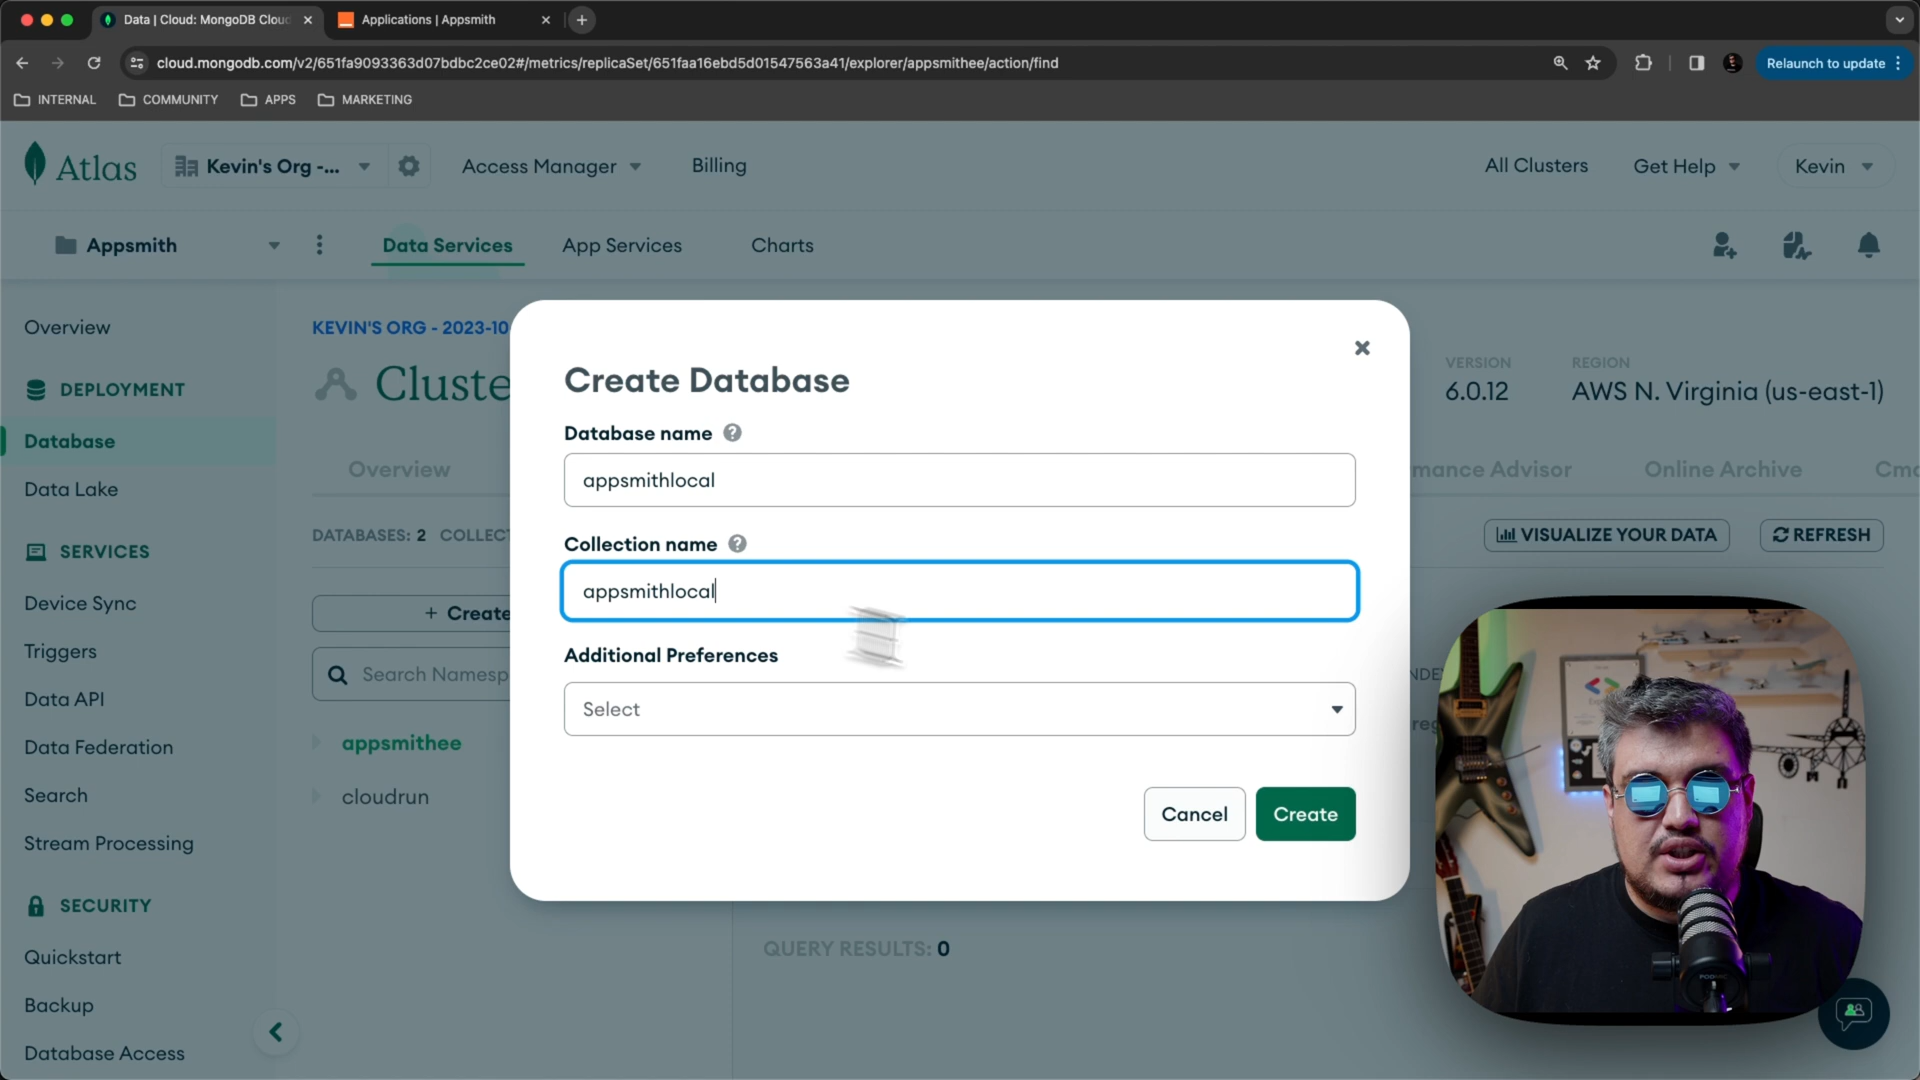 Data | Cloud: MongoDB Cloud
Applications | Appsmith
cloud.mongodb.com/v2/651fa9093363d07bdbc2ce02#/metrics/replicaSet/651faa16ebd5d01547563a41/explorer/appsmithee/action/find
Relaunch to update
INTERNAL
COMMUNITY
APPS
MARKETING
Atlas
Kevin's Org -...
Access Manager
Billing
All Clusters
Get Help
Kevin
Appsmith
Data Services
App Services
Charts
Overview
DEPLOYMENT
Database
Data Lake
SERVICES
Device Sync
Triggers
Data API
Data Federation
Search
Stream Processing
SECURITY
Quickstart
Backup
Database Access
KEVIN'S ORG - 2023-10
Cluste
VERSION
6.0.12
REGION
AWS N. Virginia (us-east-1)
Overview
mance Advisor
Online Archive
Cmd
DATABASES: 2 COLLECT
VISUALIZE YOUR DATA
REFRESH
+ Create
Search Namesp
appsmithee
cloudrun
Create Database
Database name
appsmithlocal
Collection name
appsmithlocal
Additional Preferences
Select
Cancel
Create
QUERY RESULTS: 0